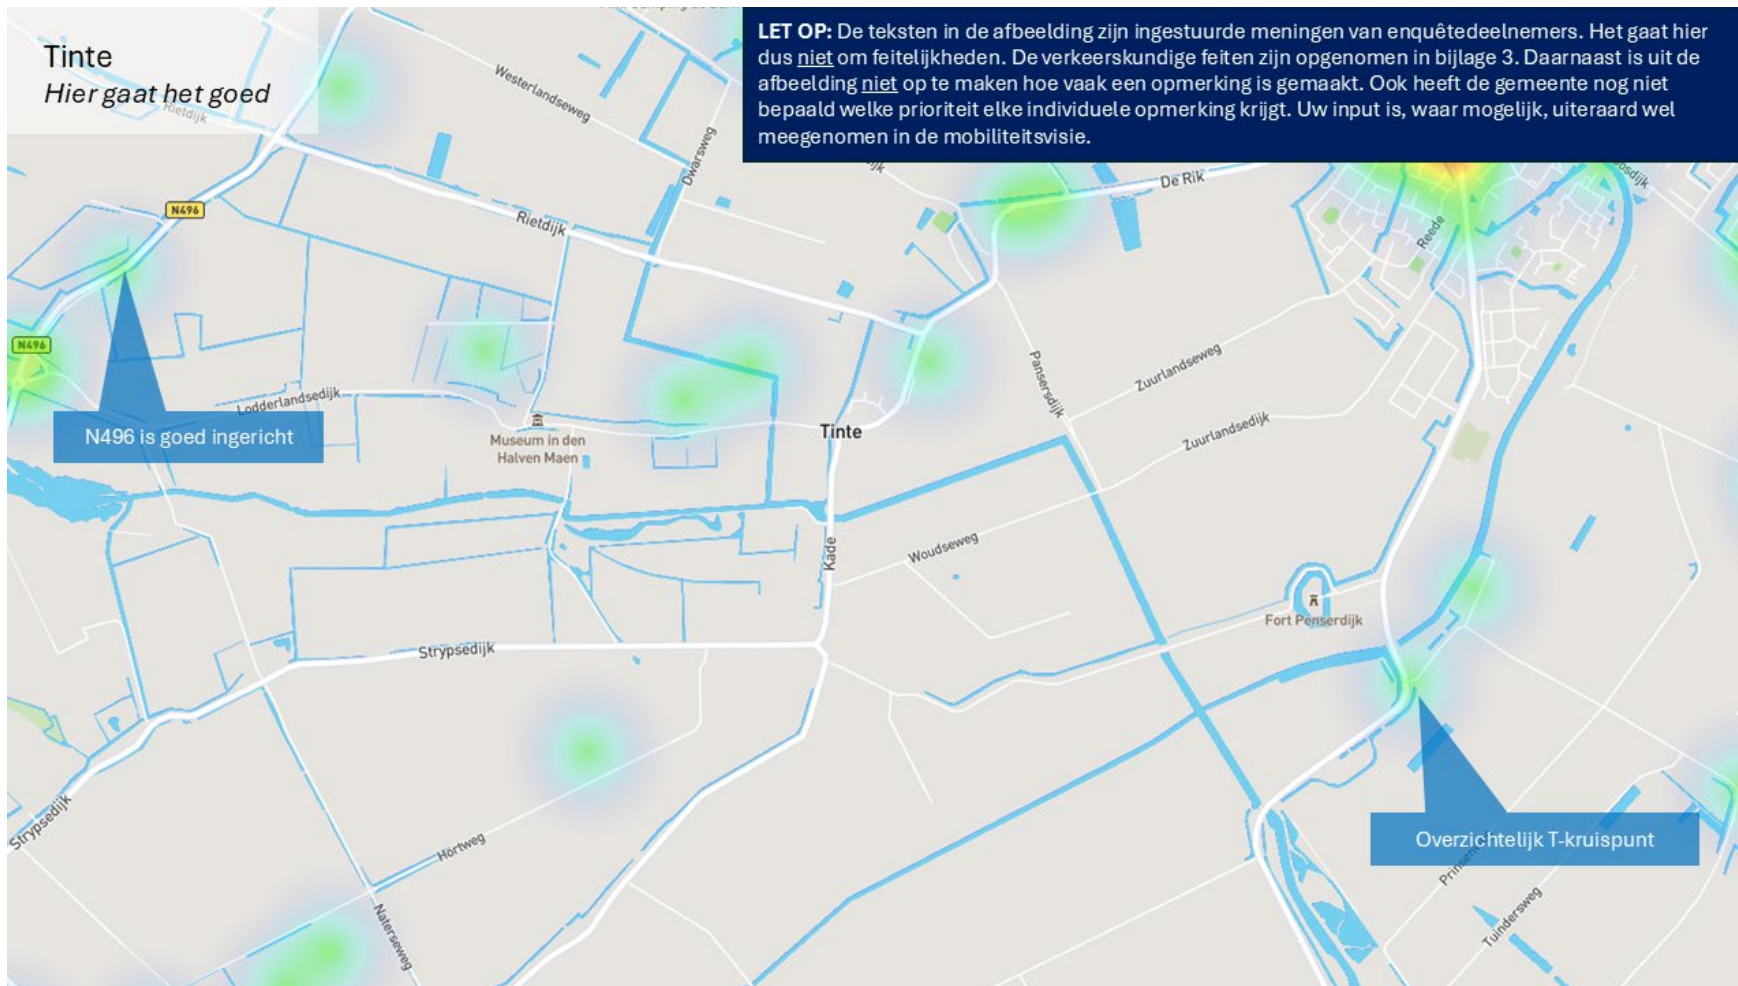 Tinte
Hier gaat het goed
LET OP: De teksten in de afbeelding zijn ingestuurde meningen van enquêtedeelnemers. Het gaat hier
dus niet om feitelijkheden. De verkeerskundige feiten zijn opgenomen in bijlage 3. Daarnaast is uit de
afbeelding niet op te maken hoe vaak een opmerking is gemaakt. Ook heeft de gemeente nog niet
bepaald welke prioriteit elke individuele opmerking krijgt. Uw input is, waar mogelijk, uiteraard wel
meegenomen in de mobiliteitsvisie.
Westerlandseweg
Rietdijk
Dwarsweg
De Rik
N496
Rietdijk
Reede
N496
Pansersdijk
Zuurlandseweg
Lodderlandsedijk
N496 is goed ingericht
Museum in den
Halven Maen
Tinte
Zuurlandsedijk
Kade
Woudseweg
Fort Penserdijk
Strypsedijk
Strypsedijk
Hortweg
Overzichtelijk T-kruispunt
Naterseweg
Tuindersweg